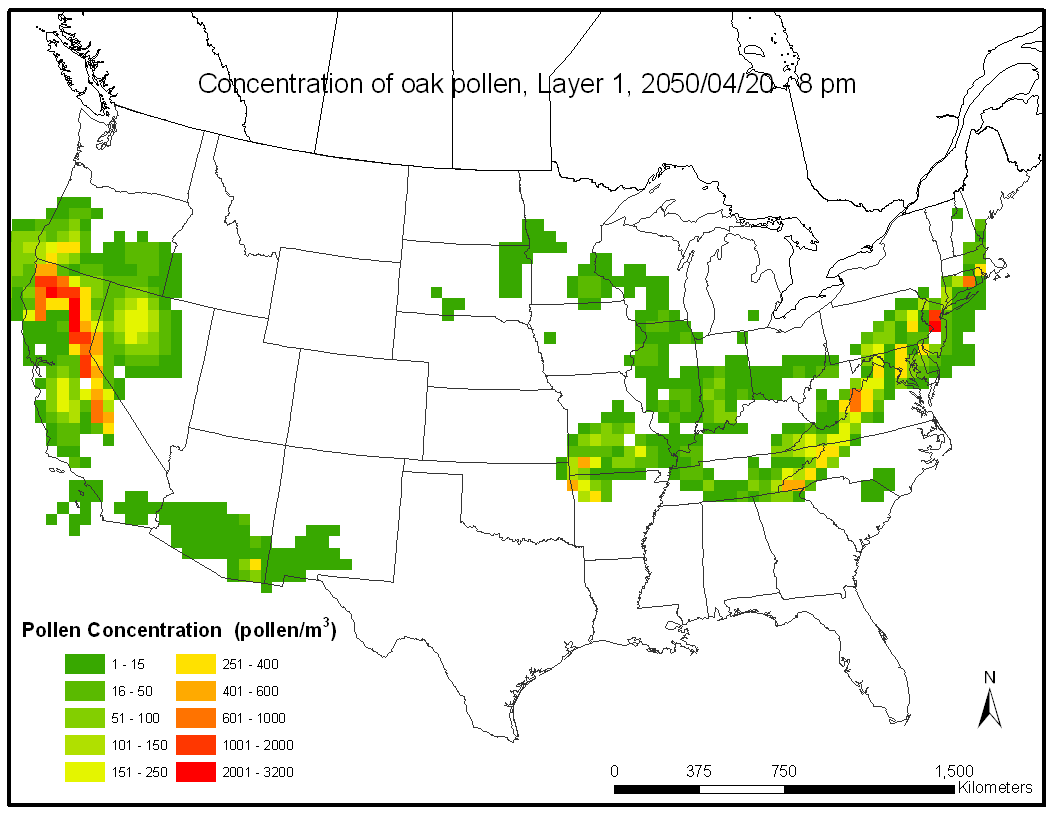 Concentration of oak pollen, Layer 1, 2050/04/20 - 8 pm
Pollen Concentration (pollen/m³)
1 - 15
16 - 50
51 - 100
101 - 150
151 - 250
251 - 400
401 - 600
601 - 1000
1001 - 2000
2001 - 3200
N
0 375 750 1,500
Kilometers